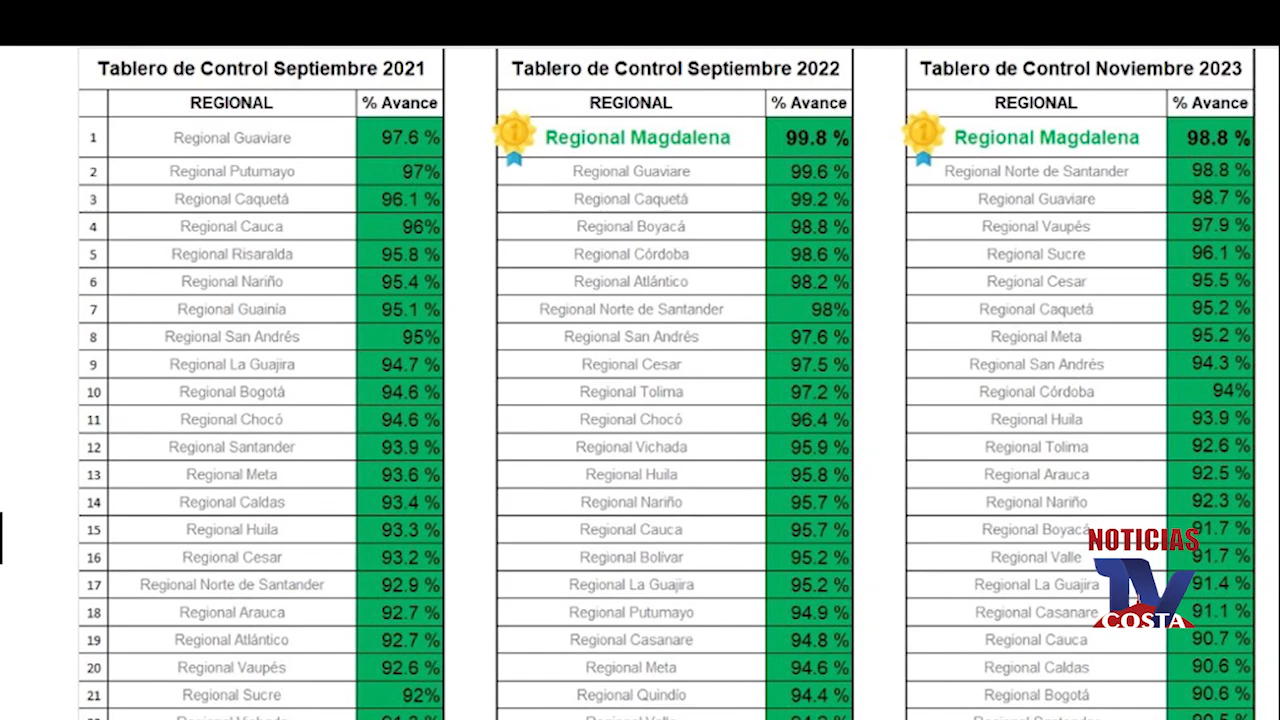 Tablero de Control Septiembre 2021
REGIONAL % Avance
1 Regional Guaviare 97.6 %
2 Regional Putumayo 97%
3 Regional Caquetá 96.1 %
4 Regional Cauca 96%
5 Regional Risaralda 95.8 %
6 Regional Nariño 95.4 %
7 Regional Guainía 95.1 %
8 Regional San Andrés 95%
9 Regional La Guajira 94.7 %
10 Regional Bogotá 94.6 %
11 Regional Chocó 94.6 %
12 Regional Santander 93.9 %
13 Regional Meta 93.6 %
14 Regional Caldas 93.4 %
15 Regional Huila 93.3 %
16 Regional Cesar 93.2 %
17 Regional Norte de Santander 92.9 %
18 Regional Arauca 92.7 %
19 Regional Atlántico 92.7 %
20 Regional Vaupés 92.6 %
21 Regional Sucre 92%
Tablero de Control Septiembre 2022
REGIONAL % Avance
1 Regional Magdalena 99.8 %
Regional Guaviare 99.6 %
Regional Caquetá 99.2 %
Regional Boyacá 98.8 %
Regional Córdoba 98.6 %
Regional Atlántico 98.2 %
Regional Norte de Santander 98%
Regional San Andrés 97.6 %
Regional Cesar 97.5 %
Regional Tolima 97.2 %
Regional Chocó 96.4 %
Regional Vichada 95.9 %
Regional Huila 95.8 %
Regional Nariño 95.7 %
Regional Cauca 95.7 %
Regional Bolívar 95.2 %
Regional La Guajira 95.2 %
Regional Putumayo 94.9 %
Regional Casanare 94.8 %
Regional Meta 94.6 %
Regional Quindío 94.4 %
Tablero de Control Noviembre 2023
REGIONAL % Avance
1 Regional Magdalena 98.8 %
Regional Norte de Santander 98.8 %
Regional Guaviare 98.7 %
Regional Vaupés 97.9 %
Regional Sucre 96.1 %
Regional Cesar 95.5 %
Regional Caquetá 95.2 %
Regional Meta 95.2 %
Regional San Andrés 94.3 %
Regional Córdoba 94%
Regional Huila 93.9 %
Regional Tolima 92.6 %
Regional Arauca 92.5 %
Regional Nariño 92.3 %
Regional Boyacá 91.7 %
Regional Valle 91.7 %
Regional La Guajira 91.4 %
Regional Casanare 91.1 %
Regional Cauca 90.7 %
Regional Caldas 90.6 %
Regional Bogotá 90.6 %
NOTICIAS
TV
COSTA